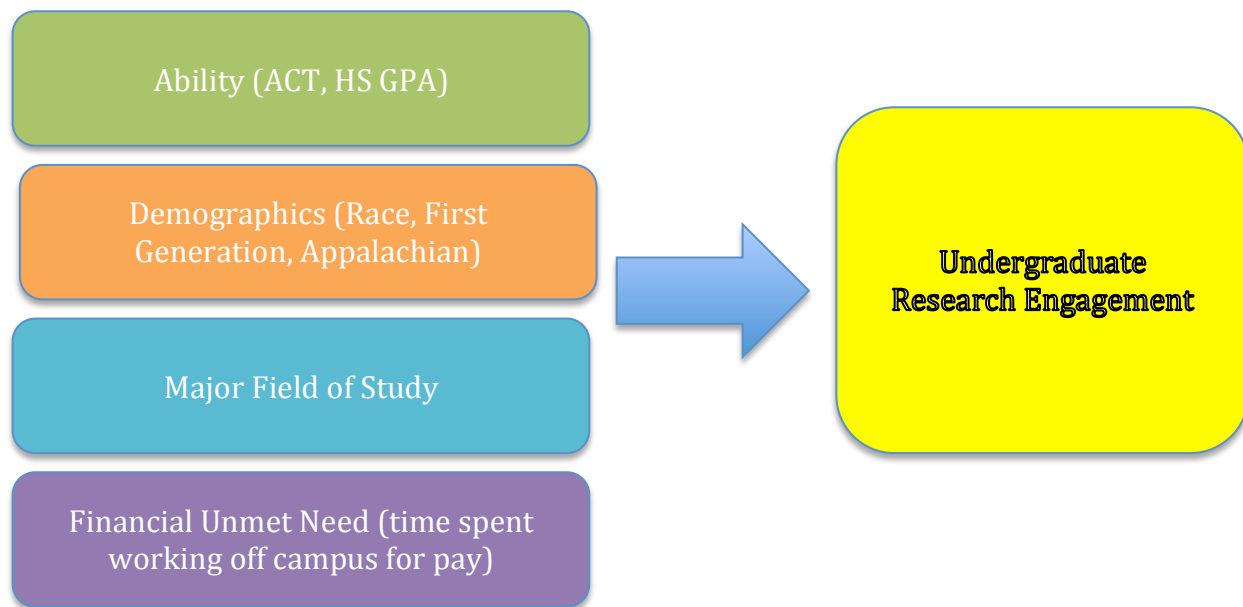 Ability (ACT, HS GPA)
Demographics (Race, First
Generation, Appalachian)
Major Field of Study
Financial Unmet Need (time spent
working off campus for pay)
Undergraduate
Research Engagement